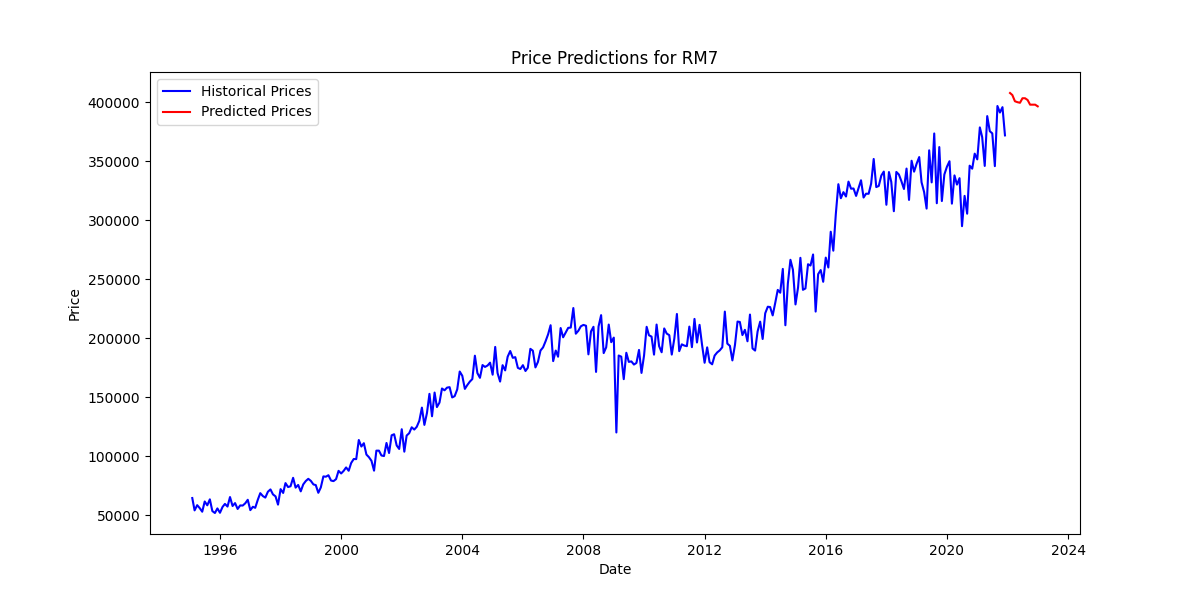 Price Predictions for RM7
Historical Prices
Predicted Prices
400000
350000
300000
250000
200000
150000
100000
50000
Price
1996 2000 2004 2008 2012 2016 2020 2024
Date